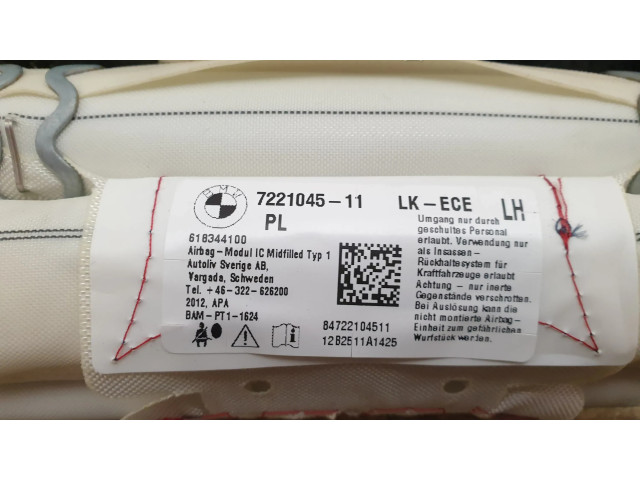 BMW
7221045-11 LK-ECE LH
PL
618344100
Airbag-Modul IC Midfilled Typ 1
Autoliv Sverige AB,
Vargada, Schweden
Tel. +46-322-626200
2012, APA
BAM-PT1-1624
84722104511
12B2511A1425
Umgang nur durch
geschultes Personal
erlaubt. Verwendung nur
als Insassen-
Rückhaltesystem für
Kraftfahrzeuge erlaubt
Achtung - nur inerte
Gegenstände verschrotten.
Bei Auslösung kann die
nicht montierte Airbag-
Einheit zum gefährlichen
Wurfstück werden.